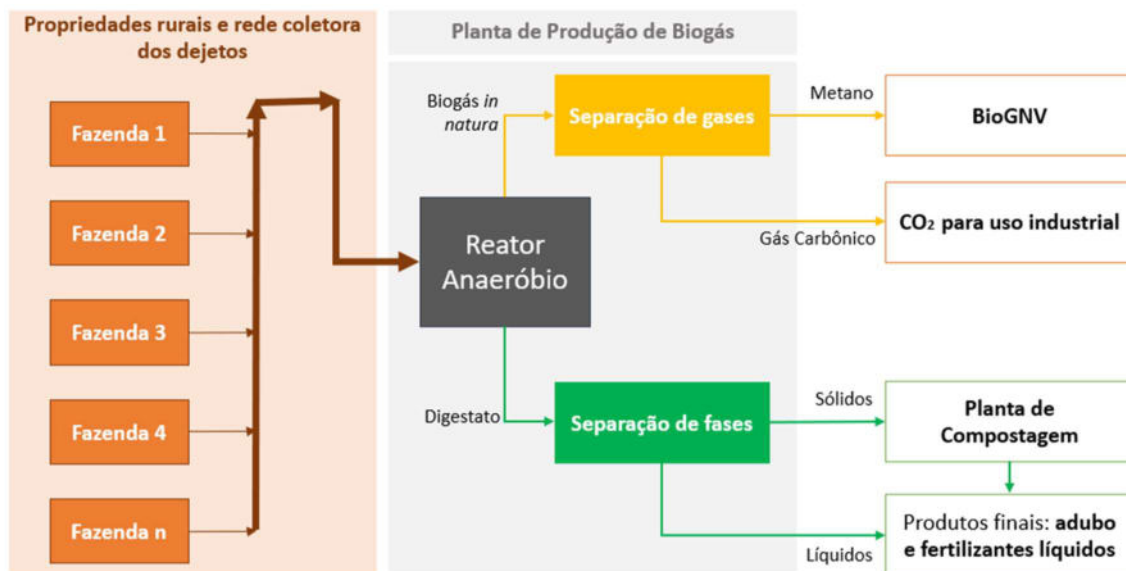 Propriedades rurais e rede coletora
dos dejetos
Planta de Produção de Biogás
Fazenda 1
Fazenda 2
Fazenda 3
Fazenda 4
Fazenda n
Biogás in
natura
Separação de gases
Metano
BioGNV
Gás Carbônico
CO₂ para uso industrial
Reator
Anaeróbio
Digestato
Separação de fases
Sólidos
Planta de
Compostagem
Líquidos
Produtos finais: adubo
e fertilizantes líquidos